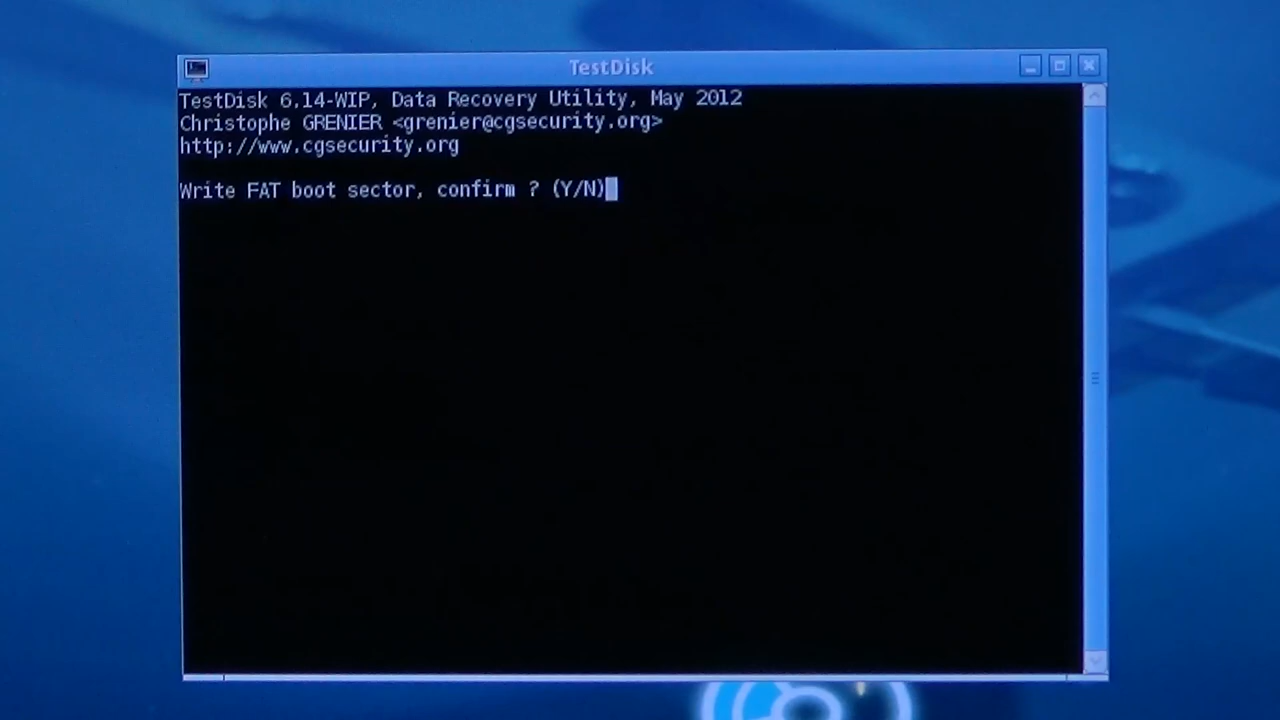 TestDisk
TestDisk 6.14-WIP, Data Recovery Utility, May 2012
Christophe GRENIER <grenier@cgsecurity.org>
http://www.cgsecurity.org
Write FAT boot sector, confirm ? (Y/N)